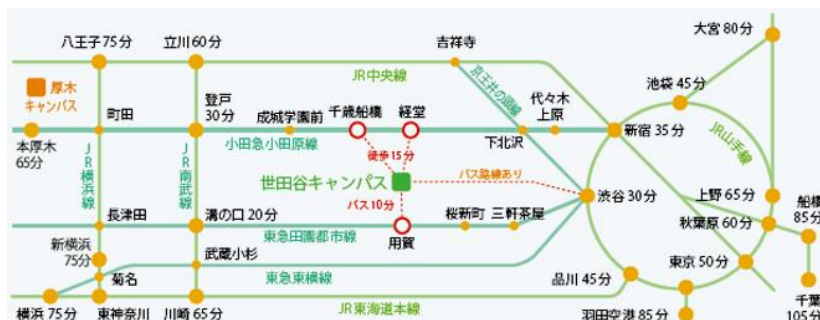 大宮80分
八王子75分
立川60分
吉祥寺
JR中央線
京王井の頭線
池袋45分
厚木
キャンパス
町田
登戸
30分
成城学園前
千歳船橋
経堂
代々木
上原
新宿35分
JR山手線
本厚木
65分
小田急小田原線
徒歩15分
下北沢
JR横浜線
JR南武線
世田谷キャンパス
バス路線あり
渋谷30分
上野65分
船橋
85分
バス10分
長津田
溝の口20分
桜新町
三軒茶屋
秋葉原60分
東急田園都市線
用賀
新横浜
75分
武蔵小杉
東京50分
菊名
東急東横線
品川45分
横浜75分
東神奈川
川崎65分
JR東海道本線
羽田空港85分
千葉
105分